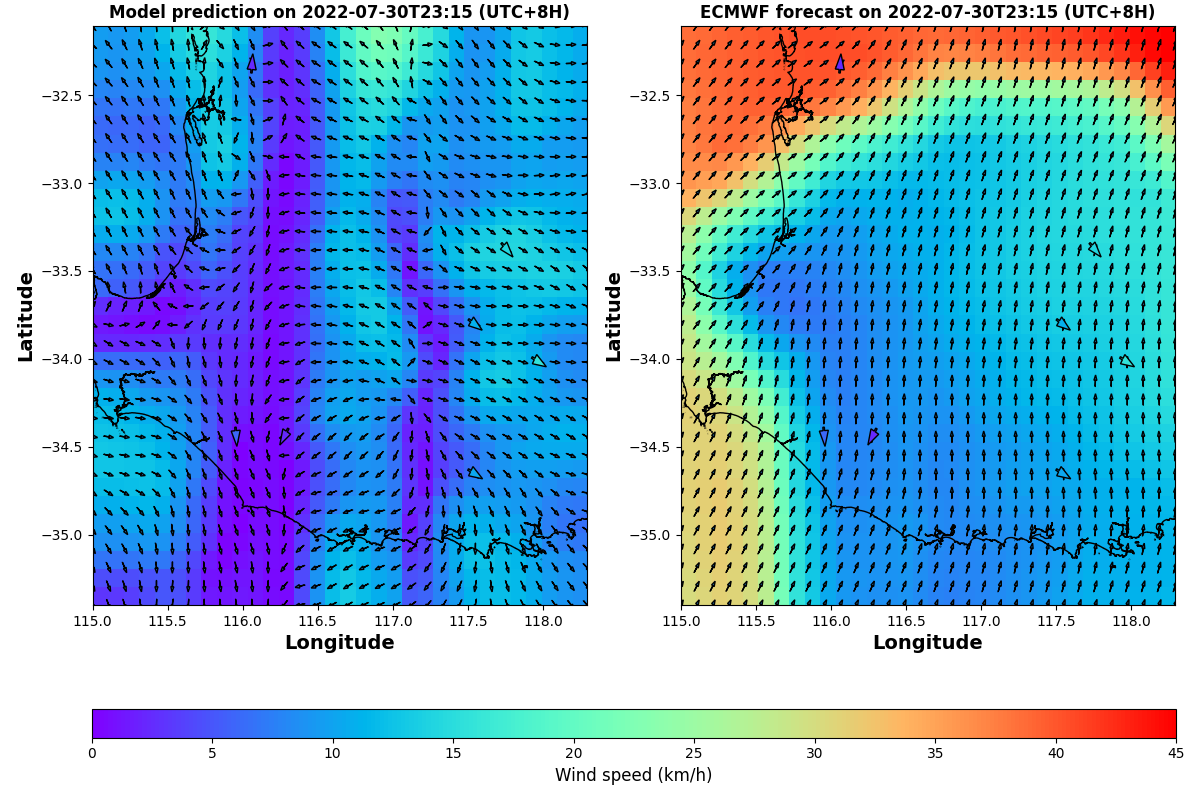 Model prediction on 2022-07-30T23:15 (UTC+8H)
ECMWF forecast on 2022-07-30T23:15 (UTC+8H)
Latitude
−32.5
−33.0
−33.5
−34.0
−34.5
−35.0
115.0 115.5 116.0 116.5 117.0 117.5 118.0
Longitude
Latitude
−32.5
−33.0
−33.5
−34.0
−34.5
−35.0
115.0 115.5 116.0 116.5 117.0 117.5 118.0
Longitude
0 5 10 15 20 25 30 35 40 45
Wind speed (km/h)